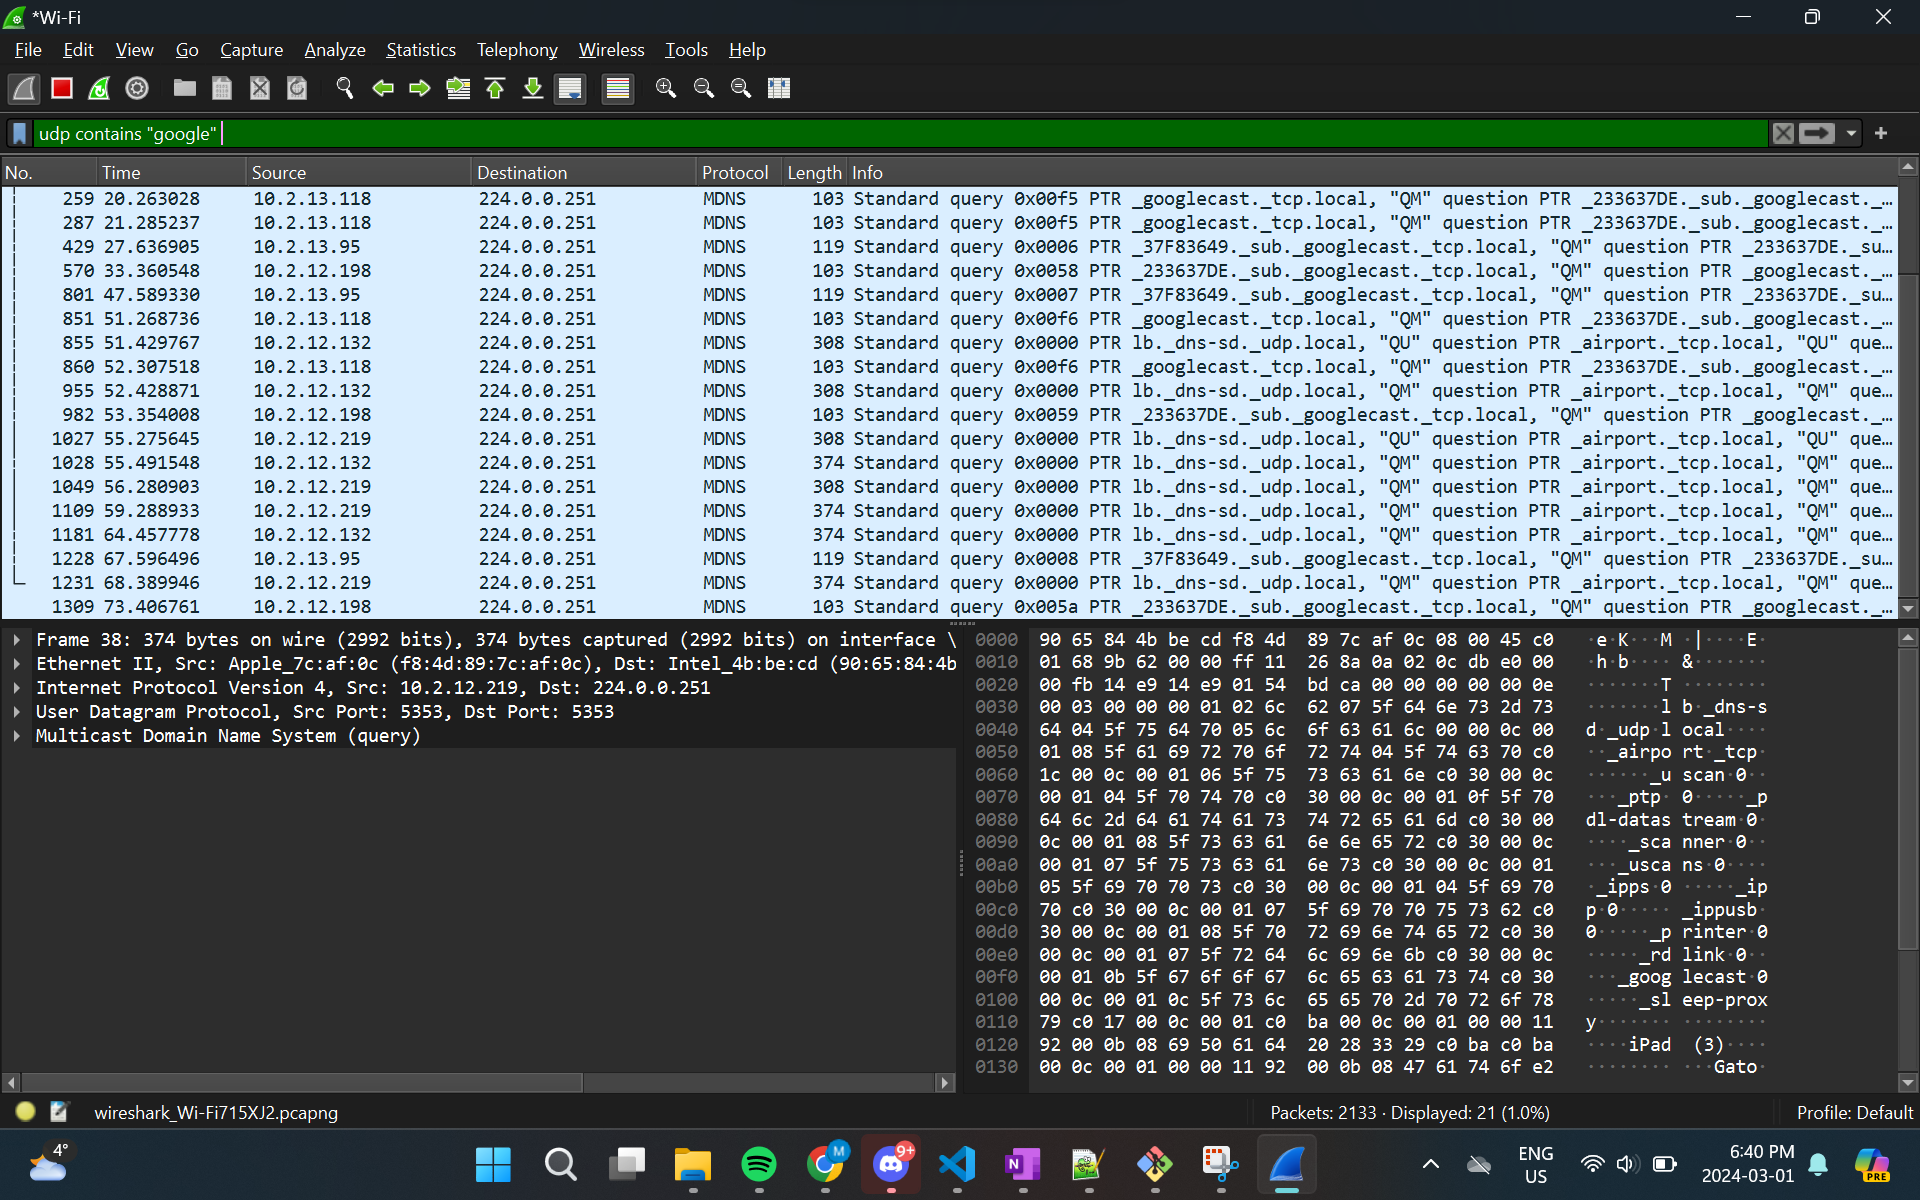 *Wi-Fi
File Edit View Go Capture Analyze Statistics Telephony Wireless Tools Help
udp contains "google"
No. Time Source Destination Protocol Length Info
259 20.263028 10.2.13.118 224.0.0.251 MDNS 103 Standard query 0x00f5 PTR _googlecast._tcp.local, "QM" question PTR _233637DE._sub._googlecast._…
287 21.285237 10.2.13.118 224.0.0.251 MDNS 103 Standard query 0x00f5 PTR _googlecast._tcp.local, "QM" question PTR _233637DE._sub._googlecast._…
429 27.636905 10.2.13.95 224.0.0.251 MDNS 119 Standard query 0x0006 PTR _37F83649._sub._googlecast._tcp.local, "QM" question PTR _233637DE._su…
570 33.360548 10.2.12.198 224.0.0.251 MDNS 103 Standard query 0x0058 PTR _233637DE._sub._googlecast._tcp.local, "QM" question PTR _googlecast._…
801 47.589330 10.2.13.95 224.0.0.251 MDNS 119 Standard query 0x0007 PTR _37F83649._sub._googlecast._tcp.local, "QM" question PTR _233637DE._su…
851 51.268736 10.2.13.118 224.0.0.251 MDNS 103 Standard query 0x00f6 PTR _googlecast._tcp.local, "QM" question PTR _233637DE._sub._googlecast._…
855 51.429767 10.2.12.132 224.0.0.251 MDNS 308 Standard query 0x0000 PTR lb._dns-sd._udp.local, "QU" question PTR _airport._tcp.local, "QU" que…
860 52.307518 10.2.13.118 224.0.0.251 MDNS 103 Standard query 0x00f6 PTR _googlecast._tcp.local, "QM" question PTR _233637DE._sub._googlecast._…
955 52.428871 10.2.12.132 224.0.0.251 MDNS 308 Standard query 0x0000 PTR lb._dns-sd._udp.local, "QM" question PTR _airport._tcp.local, "QM" que…
982 53.354008 10.2.12.198 224.0.0.251 MDNS 103 Standard query 0x0059 PTR _233637DE._sub._googlecast._tcp.local, "QM" question PTR _googlecast._…
1027 55.275645 10.2.12.219 224.0.0.251 MDNS 308 Standard query 0x0000 PTR lb._dns-sd._udp.local, "QU" question PTR _airport._tcp.local, "QU" que…
1028 55.491548 10.2.12.132 224.0.0.251 MDNS 374 Standard query 0x0000 PTR lb._dns-sd._udp.local, "QM" question PTR _airport._tcp.local, "QM" que…
1049 56.280903 10.2.12.219 224.0.0.251 MDNS 308 Standard query 0x0000 PTR lb._dns-sd._udp.local, "QM" question PTR _airport._tcp.local, "QM" que…
1109 59.288933 10.2.12.219 224.0.0.251 MDNS 374 Standard query 0x0000 PTR lb._dns-sd._udp.local, "QM" question PTR _airport._tcp.local, "QM" que…
1181 64.457778 10.2.12.132 224.0.0.251 MDNS 374 Standard query 0x0000 PTR lb._dns-sd._udp.local, "QM" question PTR _airport._tcp.local, "QM" que…
1228 67.596496 10.2.13.95 224.0.0.251 MDNS 119 Standard query 0x0008 PTR _37F83649._sub._googlecast._tcp.local, "QM" question PTR _233637DE._su…
1231 68.389946 10.2.12.219 224.0.0.251 MDNS 374 Standard query 0x0000 PTR lb._dns-sd._udp.local, "QM" question PTR _airport._tcp.local, "QM" que…
1309 73.406761 10.2.12.198 224.0.0.251 MDNS 103 Standard query 0x005a PTR _233637DE._sub._googlecast._tcp.local, "QM" question PTR _googlecast._…
Frame 38: 374 bytes on wire (2992 bits), 374 bytes captured (2992 bits) on interface \
Ethernet II, Src: Apple_7c:af:0c (f8:4d:89:7c:af:0c), Dst: Intel_4b:be:cd (90:65:84:4b
Internet Protocol Version 4, Src: 10.2.12.219, Dst: 224.0.0.251
User Datagram Protocol, Src Port: 5353, Dst Port: 5353
Multicast Domain Name System (query)
0000 90 65 84 4b be cd f8 4d 89 7c af 0c 08 00 45 c0 ·e·K···M ·|····E·
0010 01 68 9b 62 00 00 ff 11 26 8a 0a 02 0c db e0 00 ·h·b···· &·······
0020 00 fb 14 e9 14 e9 01 54 bd ca 00 00 00 00 00 0e ·······T ········
0030 00 03 00 00 00 01 02 6c 62 07 5f 64 6e 73 2d 73 ·······l b·_dns-s
0040 64 04 5f 75 64 70 05 6c 6f 63 61 6c 00 00 0c 00 d·_udp·l ocal····
0050 01 08 5f 61 69 72 70 6f 72 74 04 5f 74 63 70 c0 ··_airpo rt·_tcp·
0060 1c 00 0c 00 01 06 5f 75 73 63 61 6e c0 30 00 0c ······_u scan·0··
0070 00 01 04 5f 70 74 70 c0 30 00 0c 00 01 0f 5f 70 ···_ptp· 0·····_p
0080 64 6c 2d 64 61 74 61 73 74 72 65 61 6d c0 30 00 dl-datas tream·0·
0090 0c 00 01 08 5f 73 63 61 6e 6e 65 72 c0 30 00 0c ····_sca nner·0··
00a0 00 01 07 5f 75 73 63 61 6e 73 c0 30 00 0c 00 01 ···_usca ns·0····
00b0 05 5f 69 70 70 73 c0 30 00 0c 00 01 04 5f 69 70 ·_ipps·0 ·····_ip
00c0 70 c0 30 00 0c 00 01 07 5f 69 70 70 75 73 62 c0 p·0····· _ippusb·
00d0 30 00 0c 00 01 08 5f 70 72 69 6e 74 65 72 c0 30 0·····_p rinter·0
00e0 00 0c 00 01 07 5f 72 64 6c 69 6e 6b c0 30 00 0c ·····_rd link·0··
00f0 00 01 0b 5f 67 6f 6f 67 6c 65 63 61 73 74 c0 30 ···_goog lecast·0
0100 00 0c 00 01 0c 5f 73 6c 65 65 70 2d 70 72 6f 78 ·····_sl eep-prox
0110 79 c0 17 00 0c 00 01 c0 ba 00 0c 00 01 00 00 11 y······· ········
0120 92 00 0b 08 69 50 61 64 20 28 33 29 c0 ba c0 ba ····iPad (3)····
0130 00 0c 00 01 00 00 11 92 00 0b 08 47 61 74 6f e2 ········ ···Gato·
wireshark_Wi-Fi715XJ2.pcapng
Packets: 2133 · Displayed: 21 (1.0%)
Profile: Default
4°
M
9+
N
ENG
US
6:40 PM
2024-03-01
PRE